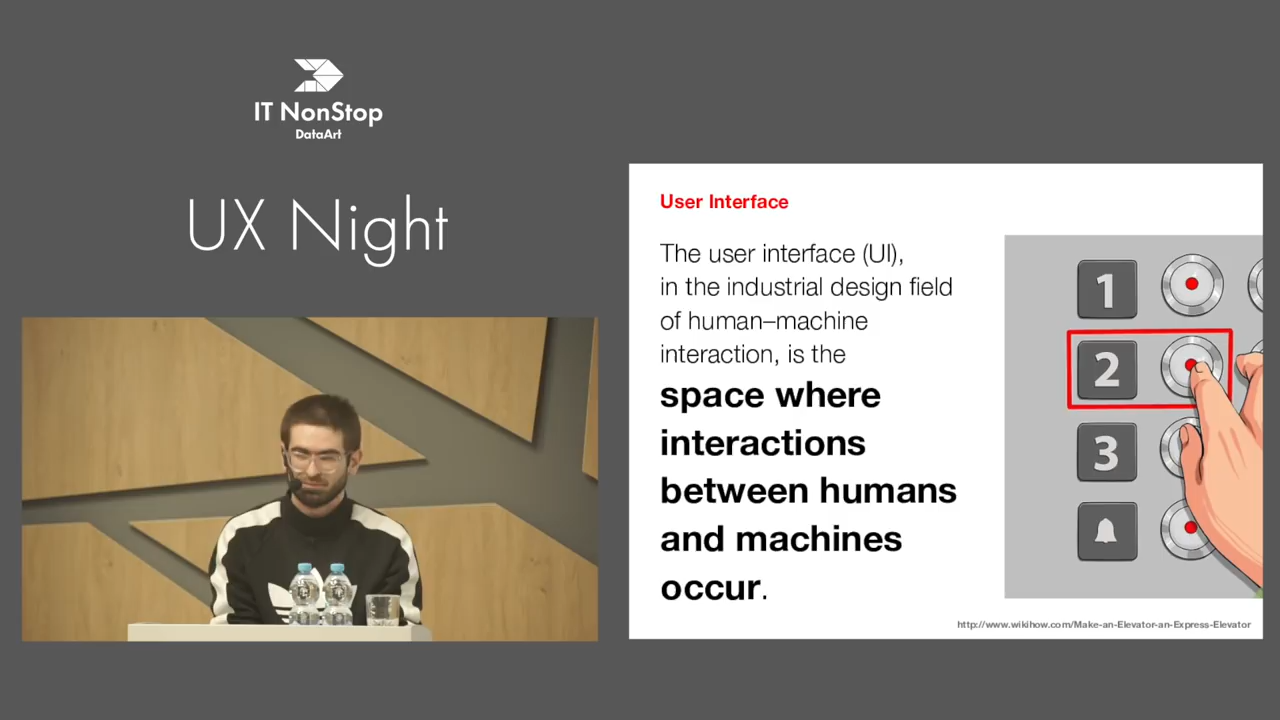 IT NonStop
DataArt
UX Night
User Interface
The user interface (UI),
in the industrial design field
of human–machine
interaction, is the
space where
interactions
between humans
and machines
occur.
1
2
3
http://www.wikihow.com/Make-an-Elevator-an-Express-Elevator